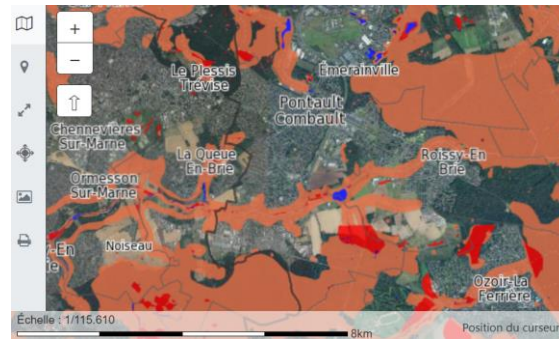 +
−
⇧
Le Plessis
Trévise
Émerainville
Pontault
Combault
Chennevières
Sur-Marne
La Queue
En-Brie
Roissy-En
Brie
Ormesson
Sur-Marne
Noiseau
y-En
ie
Ozoir-La
Ferrière
Échelle : 1/115.610
8km
Position du curseur